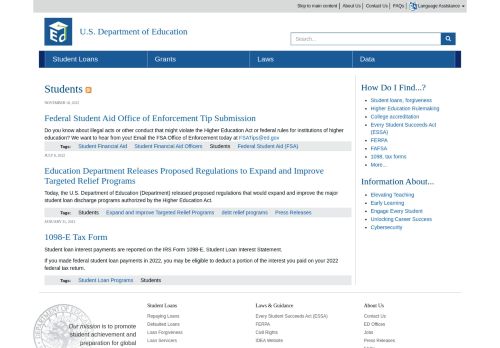 Skip to main content | About Us | Contact Us | FAQs | Language Assistance
U.S. Department of Education
Search...
Student Loans Grants Laws Data
Students
Federal Student Aid Office of Enforcement Tip Submission
Do you know about illegal acts or other conduct that might violate the Higher Education Act or federal rules for institutions of higher
education? We want to hear from you! Email the FSA Office of Enforcement today at FSATips@ed.gov
Tags: Student Financial Aid Student Financial Aid Officers Students Federal Student Aid (FSA)
Education Department Releases Proposed Regulations to Expand and Improve
Targeted Relief Programs
Today, the U.S. Department of Education (Department) released proposed regulations that would expand and improve the major
student loan discharge programs authorized by the Higher Education Act.
Tags: Students Expand and Improve Targeted Relief Programs debt relief programs Press Releases
1098-E Tax Form
Student loan interest payments are reported on the IRS Form 1098-E, Student Loan Interest Statement.
If you made federal student loan payments in 2022, you may be eligible to deduct a portion of the interest you paid on your 2022
federal tax return.
Tags: Student Loan Programs Students
How Do I Find...?
Student loans, forgiveness
Higher Education Rulemaking
College accreditation
Every Student Succeeds Act
(ESSA)
FERPA
FAFSA
1098, tax forms
More...
Information About...
Elevating Teaching
Early Learning
Engage Every Student
Unlocking Career Success
Cybersecurity
Our mission is to promote
student achievement and
preparation for global
Student Loans
Repaying Loans
Defaulted Loans
Loan Forgiveness
Loan Servicers
Laws & Guidance
Every Student Succeeds Act (ESSA)
FERPA
Civil Rights
IDEA Website
About Us
Contact Us
ED Offices
Jobs
Press Releases